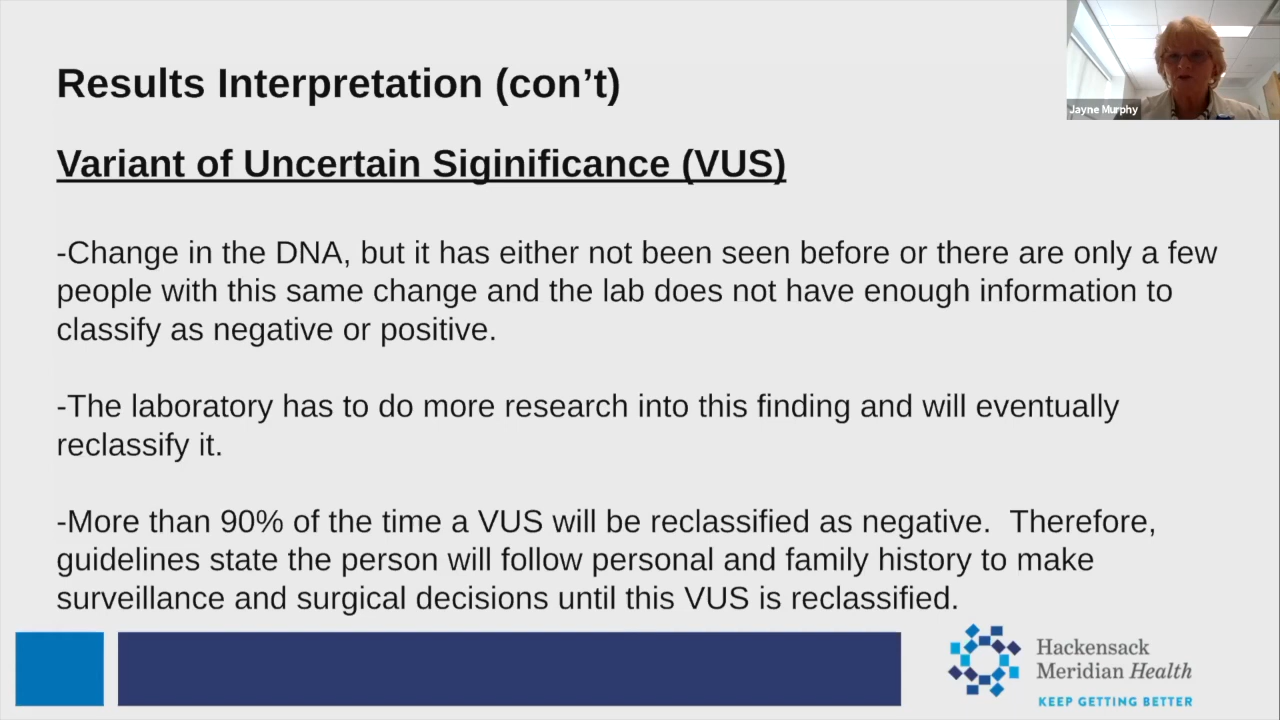 Results Interpretation (con’t)
Jayne Murphy
Variant of Uncertain Siginificance (VUS)
-Change in the DNA, but it has either not been seen before or there are only a few
people with this same change and the lab does not have enough information to
classify as negative or positive.
-The laboratory has to do more research into this finding and will eventually
reclassify it.
-More than 90% of the time a VUS will be reclassified as negative.  Therefore,
guidelines state the person will follow personal and family history to make
surveillance and surgical decisions until this VUS is reclassified.
Hackensack
Meridian Health
KEEP GETTING BETTER